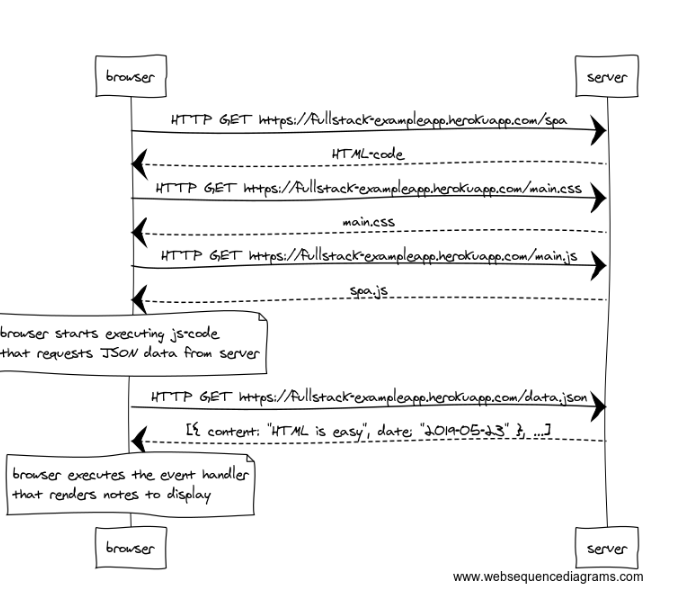 browser
server
HTTP GET https://fullstack-exampleapp.herokuapp.com/spa
HTML-code
HTTP GET https://fullstack-exampleapp.herokuapp.com/main.css
main.css
HTTP GET https://fullstack-exampleapp.herokuapp.com/main.js
spa.js
browser starts executing js-code
that requests JSON data from server
HTTP GET https://fullstack-exampleapp.herokuapp.com/data.json
[{ content: "HTML is easy", date: "2019-05-23" }, ...]
browser executes the event handler
that renders notes to display
browser
server
www.websequencediagrams.com